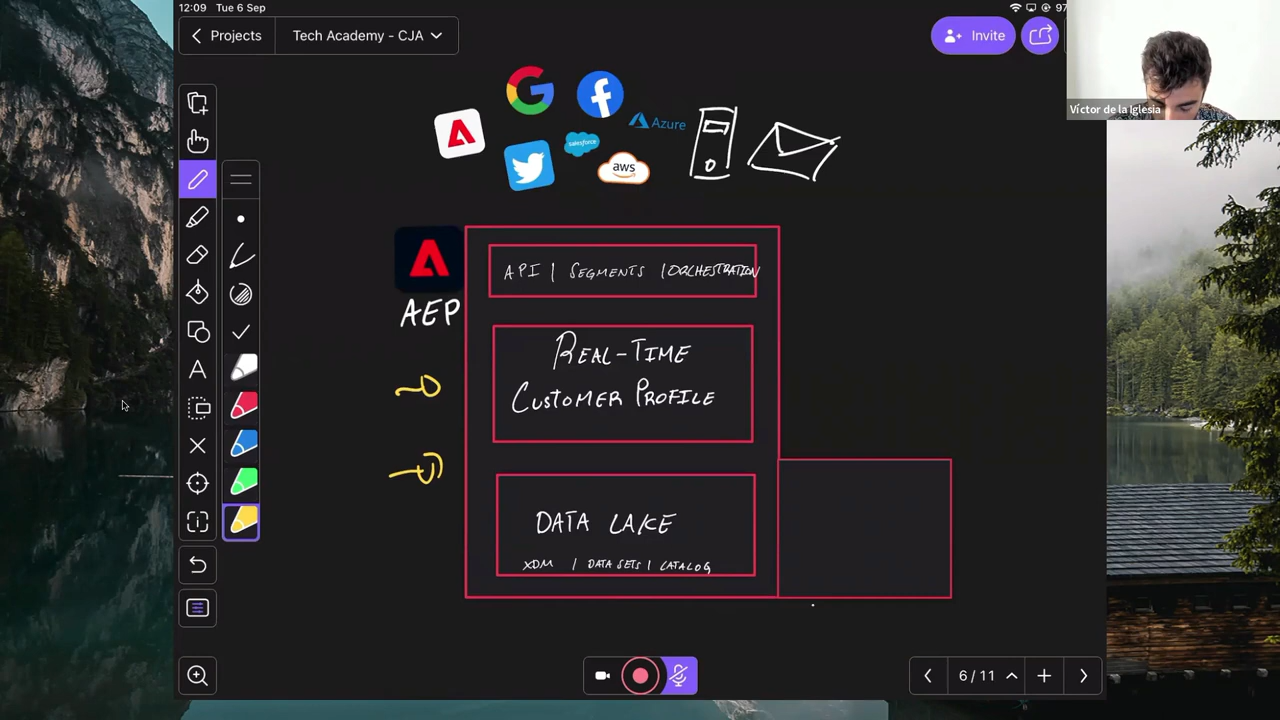 12:09 Tue 6 Sep
97
Projects
Tech Academy - CJA
Invite
Víctor de la Iglesia
Azure
salesforce
aws
API | SEGMENTS | ORCHESTRATION
AEP
REAL-TIME
CUSTOMER PROFILE
DATA LAKE
XDM / DATA SETS | CATALOG
A
6 / 11